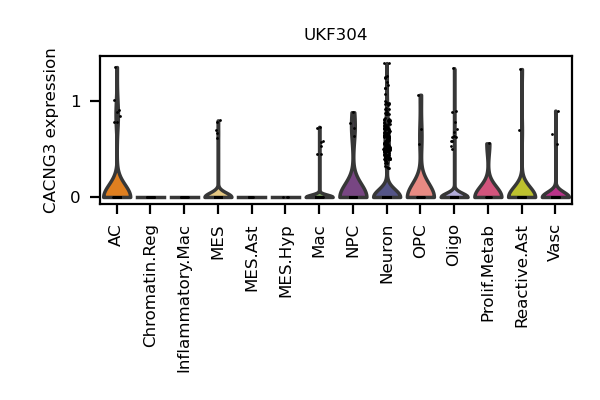 UKF304
CACNG3 expression
1
0
AC
Chromatin.Reg
Inflammatory.Mac
MES
MES.Ast
MES.Hyp
Mac
NPC
Neuron
OPC
Oligo
Prolif.Metab
Reactive.Ast
Vasc